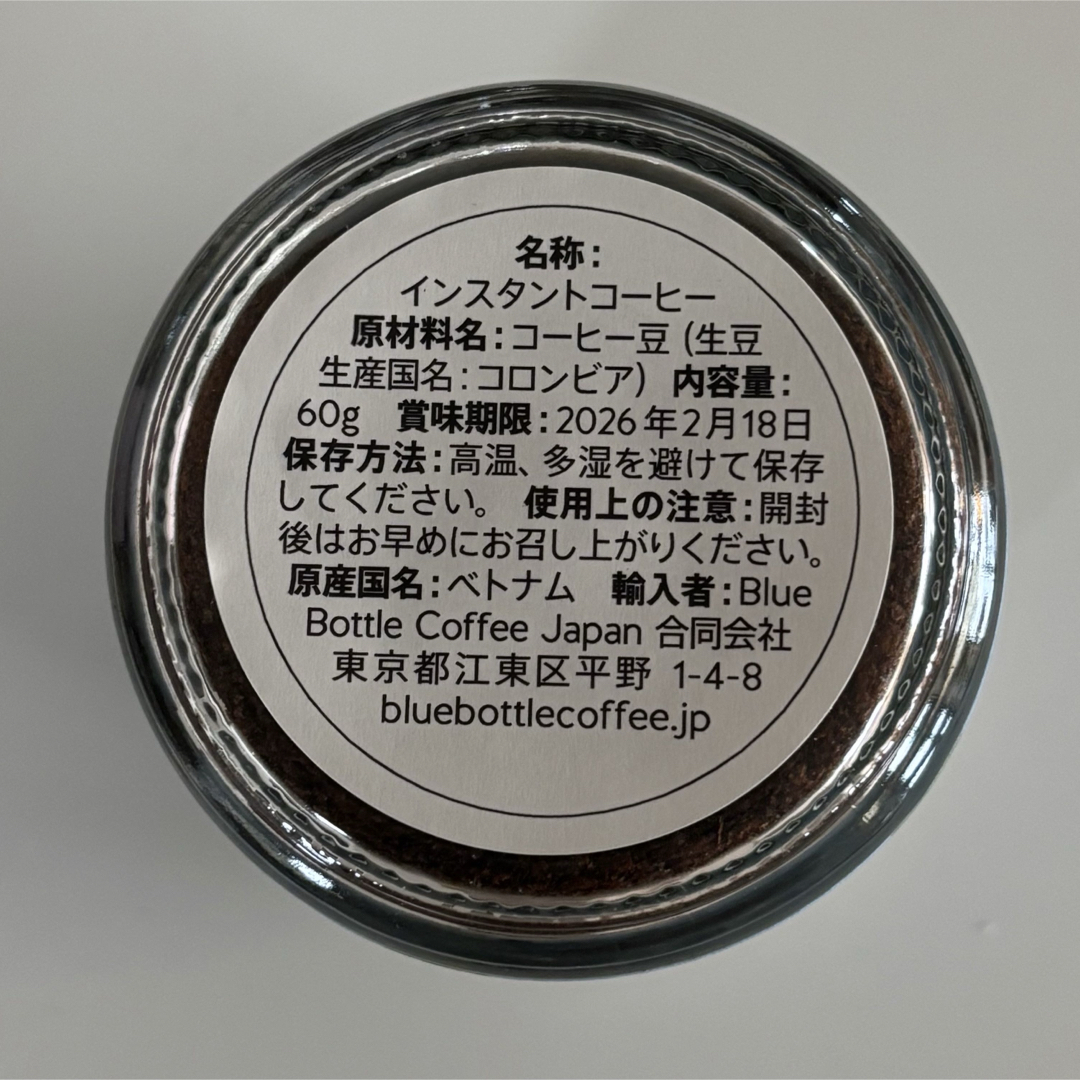 名称:
インスタントコーヒー
原材料名:コーヒー豆 (生豆
生産国名:コロンビア) 内容量:
60g 賞味期限:2026年2月18日
保存方法:高温、多湿を避けて保存
してください。 使用上の注意:開封
後はお早めにお召し上がりください。
原産国名:ベトナム 輸入者:Blue
Bottle Coffee Japan 合同会社
東京都江東区平野 1-4-8
bluebottlecoffee.jp